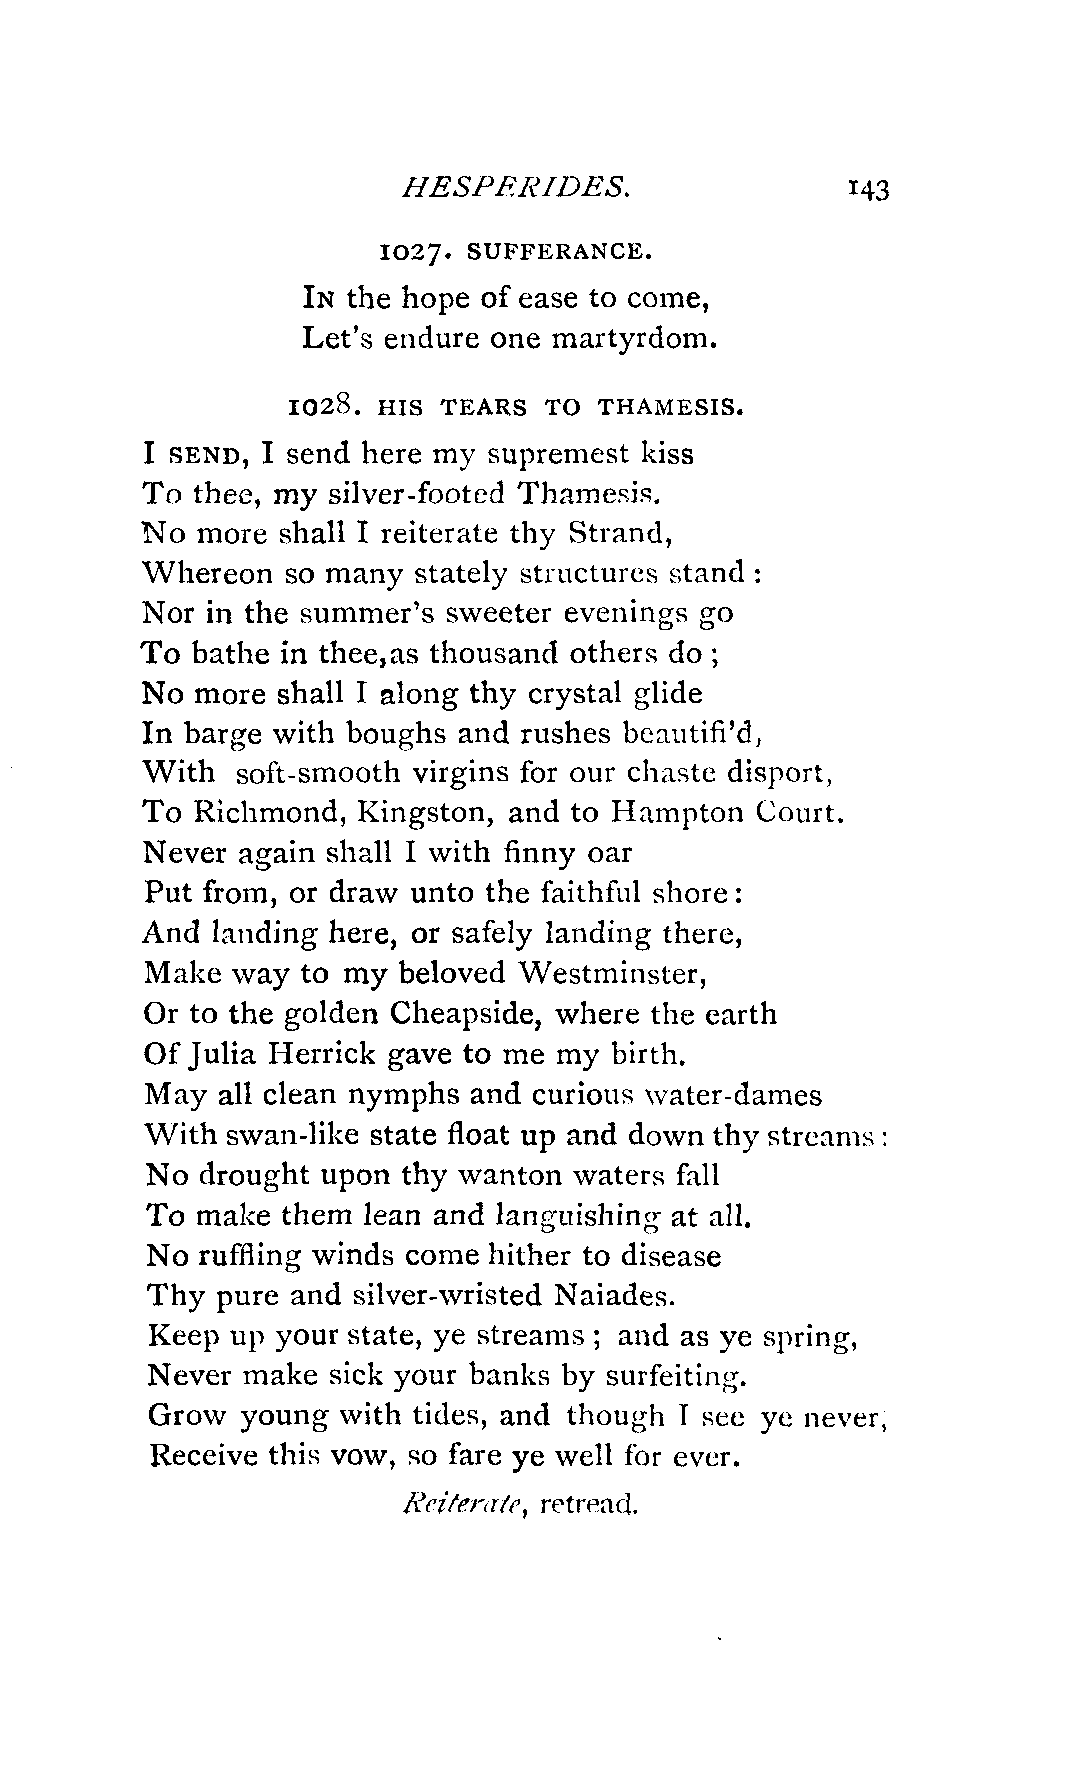 HESPERIDES. 143
1027. SUFFERANCE.
IN the hope of ease to come,
Let's endure one martyrdom.
1028. HIS TEARS TO THAMESIS.
I SEND, I send here my supremest kiss
To thee, my silver-footed Thamesis.
No more shall I reiterate thy Strand,
Whereon so many stately structures stand :
Nor in the summer's sweeter evenings go
To bathe in thee,as thousand others do ;
No more shall I along thy crystal glide
In barge with boughs and rushes beautifi'd,
With soft-smooth virgins for our chaste disport,
To Richmond, Kingston, and to Hampton Court.
Never again shall I with finny oar
Put from, or draw unto the faithful shore :
And landing here, or safely landing there,
Make way to my beloved Westminster,
Or to the golden Cheapside, where the earth
Of Julia Herrick gave to me my birth.
May all clean nymphs and curious water-dames
With swan-like state float up and down thy streams :
No drought upon thy wanton waters fall
To make them lean and languishing at all.
No ruffling winds come hither to disease
Thy pure and silver-wristed Naiades.
Keep up your state, ye streams ; and as ye spring,
Never make sick your banks by surfeiting.
Grow young with tides, and though I see ye never,
Receive this vow, so fare ye well for ever.
Reiterate, retread.